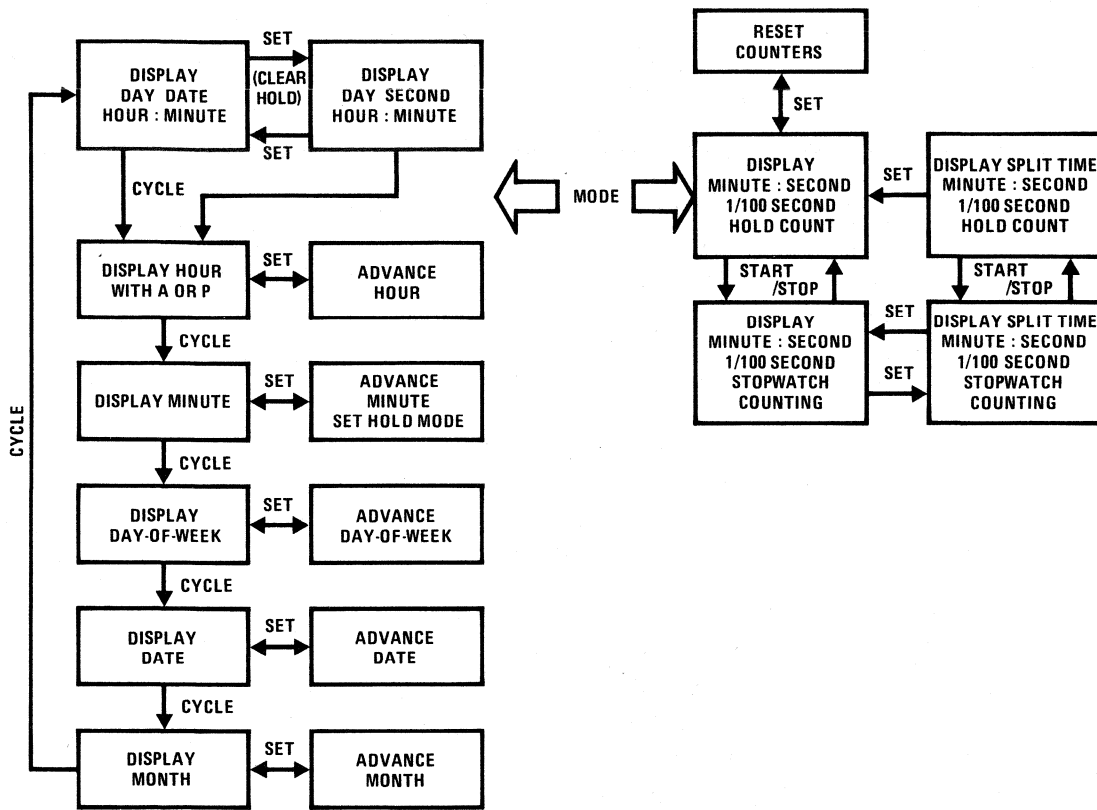 SET
(CLEAR
HOLD)
SET
DISPLAY
DAY DATE
HOUR : MINUTE
DISPLAY
DAY SECOND
HOUR : MINUTE
CYCLE
DISPLAY HOUR
WITH A OR P
SET
ADVANCE
HOUR
CYCLE
DISPLAY MINUTE
SET
ADVANCE
MINUTE
SET HOLD MODE
CYCLE
DISPLAY
DAY-OF-WEEK
SET
ADVANCE
DAY-OF-WEEK
CYCLE
DISPLAY
DATE
SET
ADVANCE
DATE
CYCLE
DISPLAY
MONTH
SET
ADVANCE
MONTH
CYCLE
MODE
RESET
COUNTERS
SET
DISPLAY
MINUTE : SECOND
1/100 SECOND
HOLD COUNT
SET
DISPLAY SPLIT TIME
MINUTE : SECOND
1/100 SECOND
HOLD COUNT
START
/STOP
START
/STOP
DISPLAY
MINUTE : SECOND
1/100 SECOND
STOPWATCH
COUNTING
SET
SET
DISPLAY SPLIT TIME
MINUTE : SECOND
1/100 SECOND
STOPWATCH
COUNTING